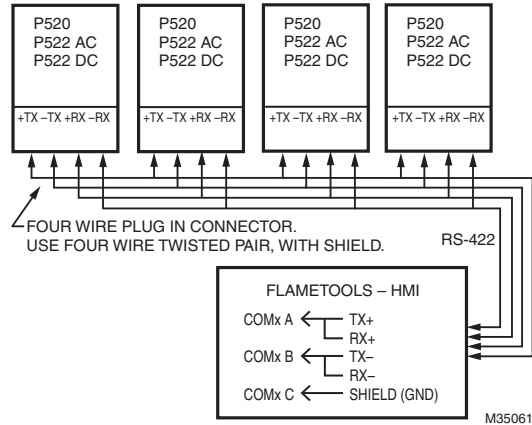 P520
P522 AC
P522 DC
+TX –TX +RX –RX
P520
P522 AC
P522 DC
+TX –TX +RX –RX
P520
P522 AC
P522 DC
+TX –TX +RX –RX
P520
P522 AC
P522 DC
+TX –TX +RX –RX
FOUR WIRE PLUG IN CONNECTOR.
USE FOUR WIRE TWISTED PAIR, WITH SHIELD.
RS-422
FLAMETOOLS – HMI
COMx A TX+
RX+
COMx B TX–
RX–
COMx C SHIELD (GND)
M35061